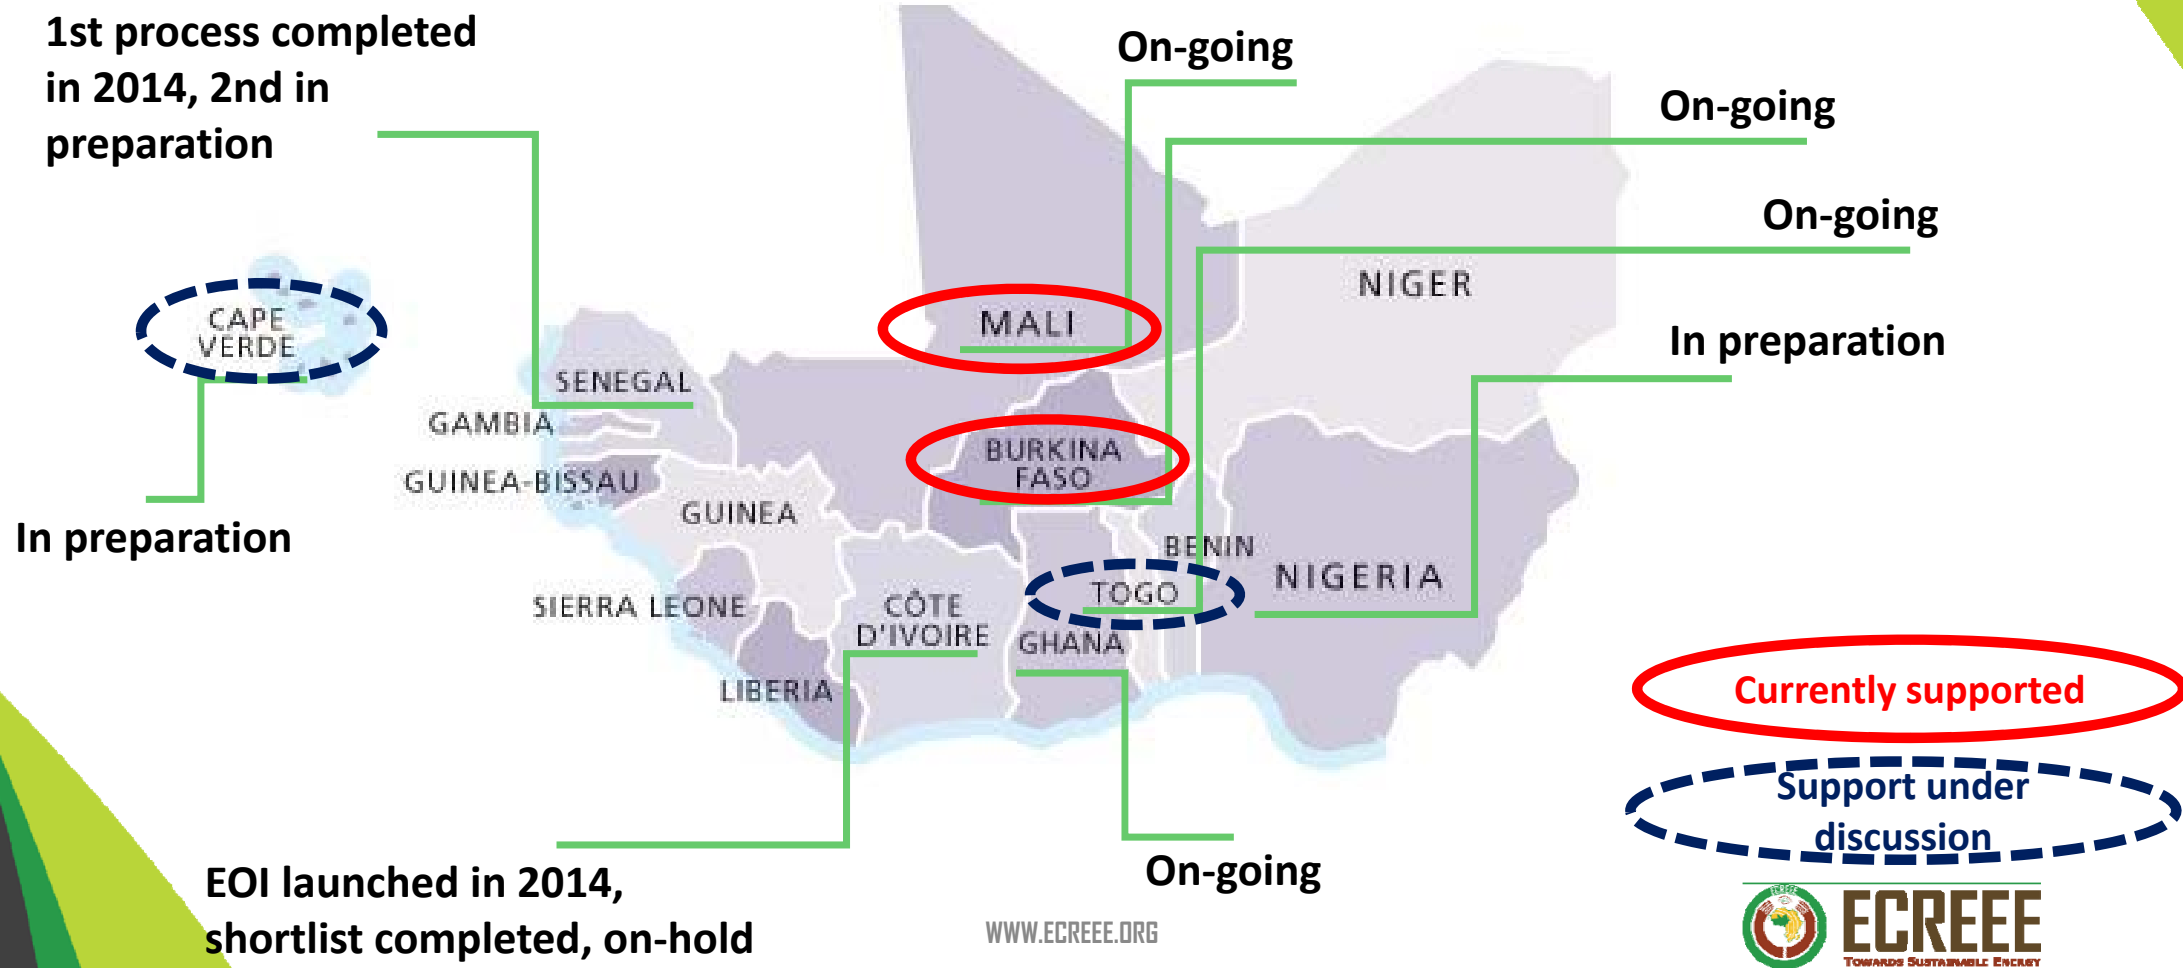 1st process completed
in 2014, 2nd in
preparation
On-going
On-going
On-going
In preparation
NIGER
MALI
CAPE
VERDE
SENEGAL
GAMBIA
GUINEA-BISSAU
GUINEA
BURKINA
FASO
BENIN
NIGERIA
TOGO
SIERRA LEONE
CÔTE
D'IVOIRE
GHANA
LIBERIA
In preparation
Currently supported
Support under
discussion
EOI launched in 2014,
shortlist completed, on-hold
On-going
WWW.ECREEE.ORG
ECREEE
ECREEE
TOWARDS SUSTAINABLE ENERGY